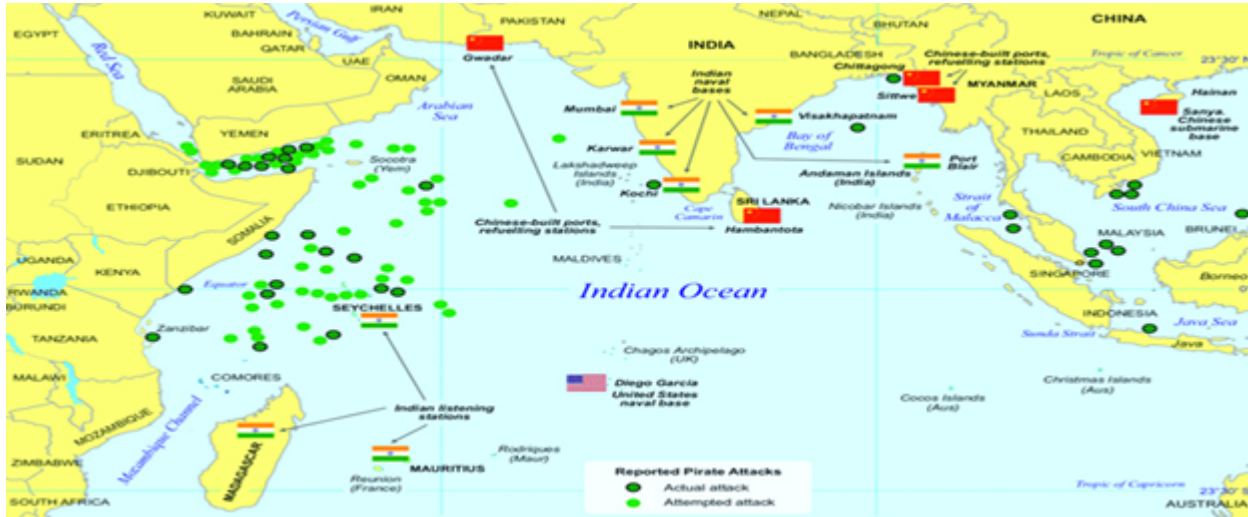 EGYPT
KUWAIT
BAHRAIN
QATAR
UAE
SAUDI
ARABIA
OMAN
IRAN
Persian Gulf
Red Sea
PAKISTAN
Gwadar
Arabian
Sea
INDIA
Indian
naval
bases
NEPAL
BHUTAN
BANGLADESH
Chittagong
Chinese-built ports,
refuelling stations
CHINA
Tropic of Cancer
23°30' N
Sittwe
MYANMAR
LAOS
Hainan
Sanya.
Chinese
submarine
base
THAILAND
CAMBODIA
VIETNAM
Mumbai
Karwar
Kochi
Visakhapatnam
Bay of
Bengal
Port
Blair
Andaman Islands
(India)
Nicobar Islands
(India)
Lakshadweep
Islands
(India)
Cape
Camarin
SRI LANKA
Hambantota
Chinese-built ports,
refuelling stations
MALDIVES
Strait of
Malacca
South China Sea
MALAYSIA
BRUNEI
SINGAPORE
Borneo
INDONESIA
Sunda Strait
Java Sea
Java
ERITREA
YEMEN
SUDAN
DJIBOUTI
Socotra
(Yem)
ETHIOPIA
SOMALIA
UGANDA
KENYA
RWANDA
BURUNDI
Equator
SEYCHELLES
Zanzibar
TANZANIA
Indian Ocean
Chagos Archipelago
(UK)
Diego Garcia
United States
naval base
Cocos Islands
(Aus)
Christmas Islands
(Aus)
MALAWI
COMORES
Mozambique Channel
MOZAMBIQUE
ZIMBABWE
SOUTH AFRICA
MADAGASCAR
Indian listening
stations
MAURITIUS
Reunion
(France)
Rodriques
(Maur)
Reported Pirate Attacks
Actual attack
Attempted attack
Tropic of Capricorn
23°30' S
AUSTRALIA